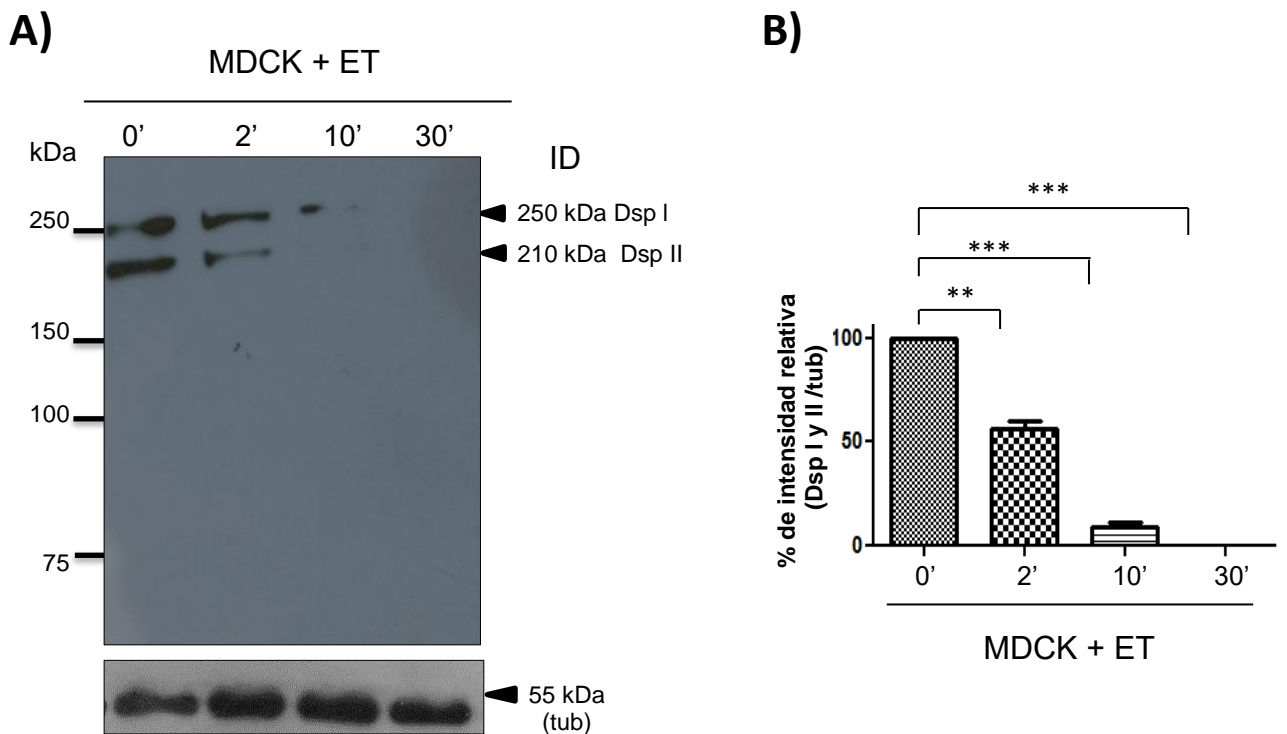 A)
MDCK + ET
0’ 2’ 10’ 30’
kDa
ID
250
250 kDa Dsp I
210 kDa Dsp II
150
100
75
55 kDa
(tub)
B)
***
***
**
% de intensidad relativa
(Dsp I y II /tub)
100
50
0
0’ 2’ 10’ 30’
MDCK + ET